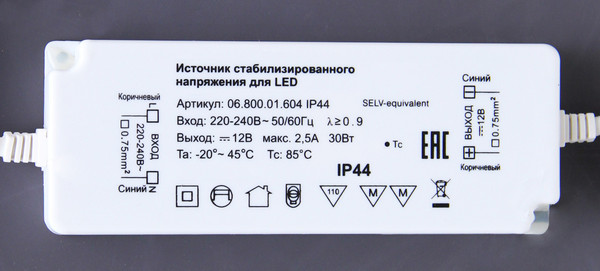 Источник стабилизированного
напряжения для LED
Артикул: 06.800.01.604 IP44
SELV-equivalent
Вход: 220-240В~ 50/60Гц λ≥0.9
Выход: ⎓12В макс. 2,5А 30Вт
Ta: -20°~ 45°C Tc: 85°C
• Tc
EAC
IP44
110
M
M
Коричневый
L
ВХОД
220-240В~
0.75mm²
N
Синий
Синий
−
ВЫХОД
⎓12В
0.75mm²
+
Коричневый